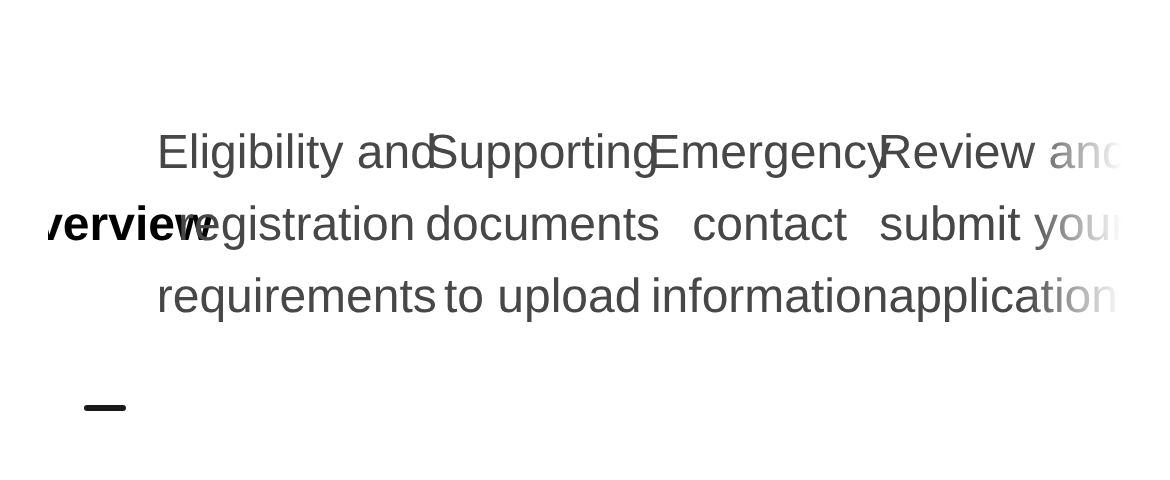 verview
Eligibility and
registration
requirements
Supporting
documents
to upload
Emergency
contact
information
Review and
submit your
application